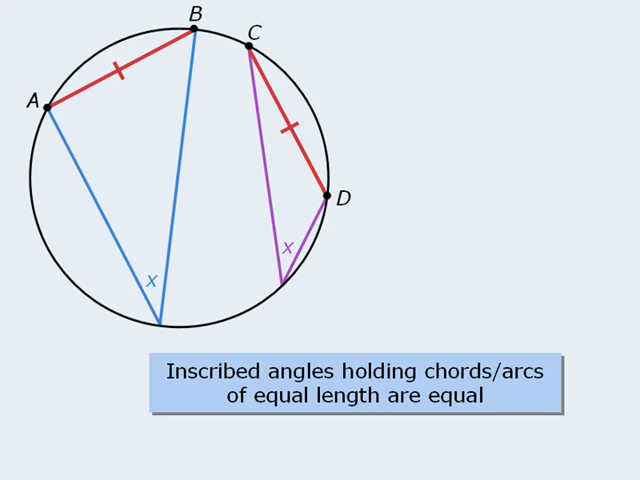 B
C
A
D
x
x
Inscribed angles holding chords/arcs
of equal length are equal